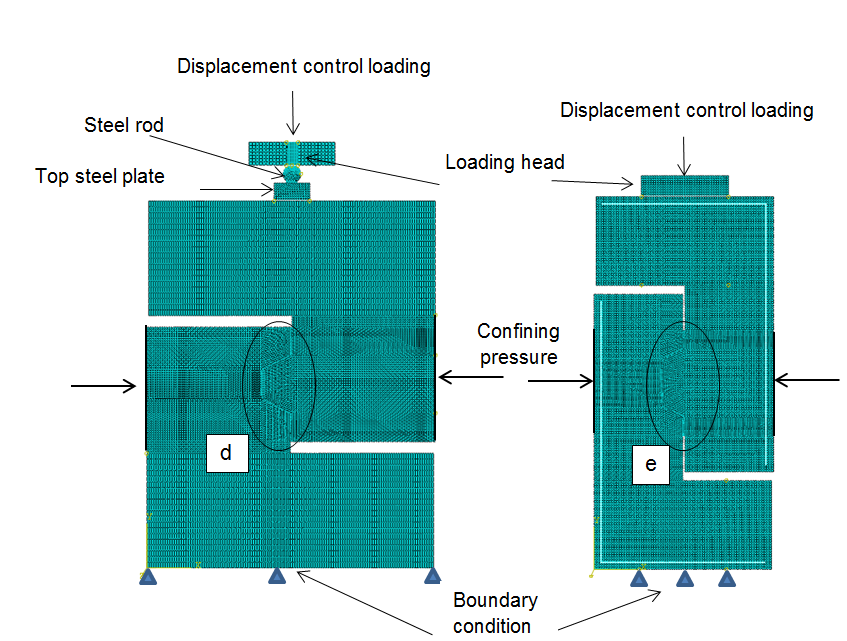 Displacement control loading
Displacement control loading
Steel rod
Loading head
Top steel plate
Confining
pressure
d
e
Boundary
condition